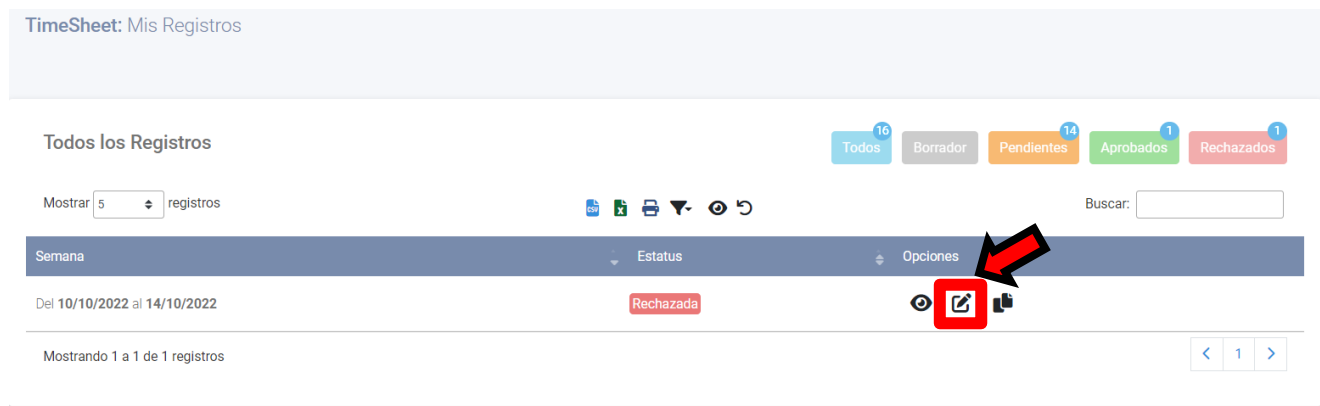 TimeSheet: Mis Registros
Todos los Registros
Todos 16 Borrador Pendientes 14 Aprobados 1 Rechazados 1
Mostrar 5 registros Buscar:
CSV X
Semana Estatus Opciones
Del 10/10/2022 al 14/10/2022 Rechazada
Mostrando 1 a 1 de 1 registros < 1 >